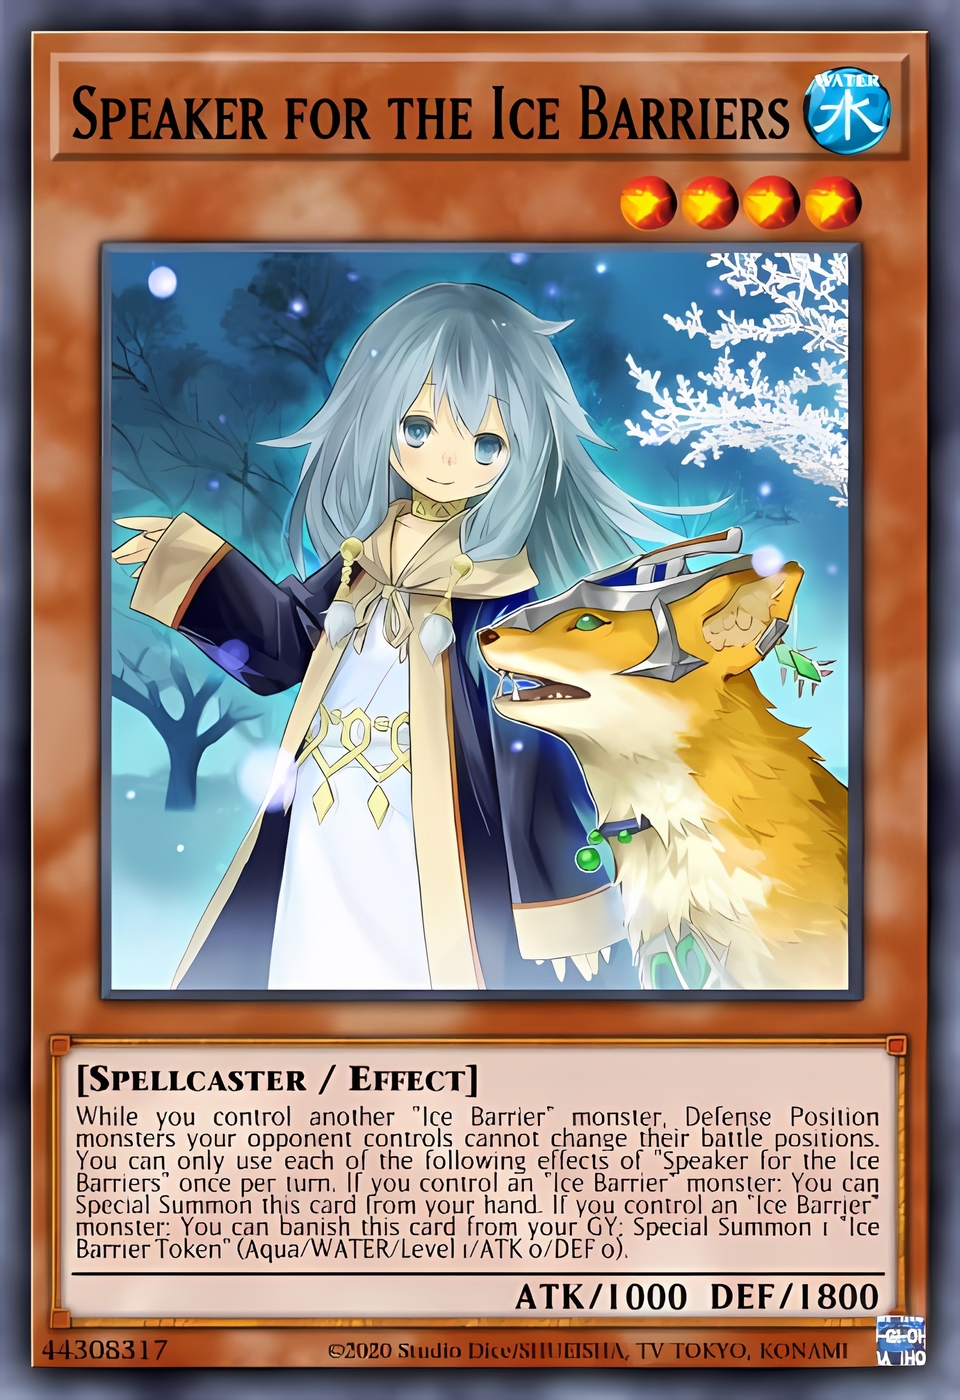 Speaker for the Ice Barriers
WATER
水
[Spellcaster / Effect]
While you control another "Ice Barrier" monster, Defense Position
monsters your opponent controls cannot change their battle positions.
You can only use each of the following effects of "Speaker for the Ice
Barriers" once per turn. If you control an "Ice Barrier" monster: You can
Special Summon this card from your hand. If you control an "Ice Barrier"
monster: You can banish this card from your GY; Special Summon 1 "Ice
Barrier Token" (Aqua/WATER/Level 1/ATK 0/DEF 0).
ATK/1000 DEF/1800
44308317
©2020 Studio Dice/SHUEISHA, TV TOKYO, KONAMI